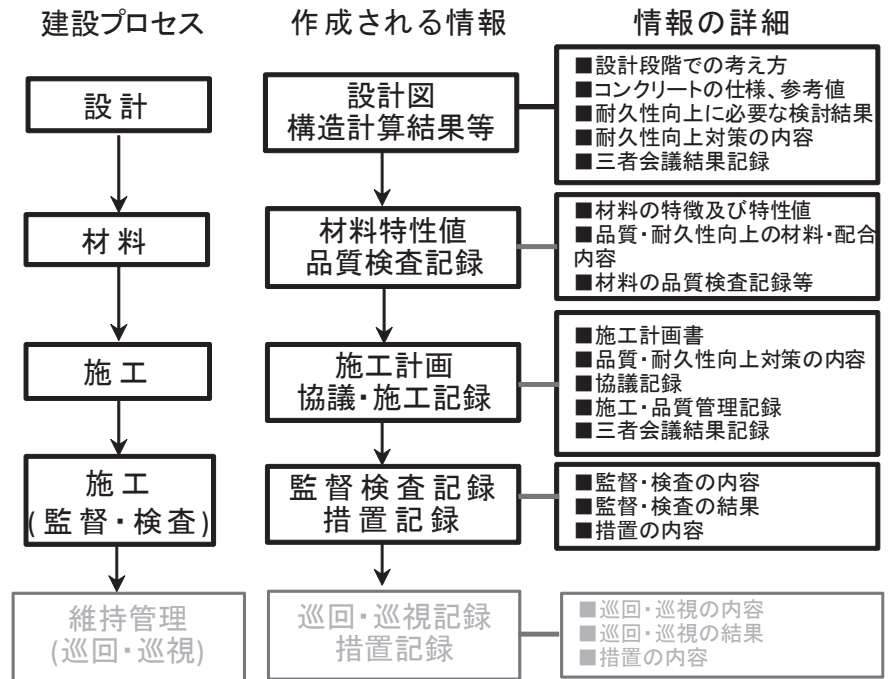 建設プロセス
作成される情報
情報の詳細
設計
設計図
構造計算結果等
■設計段階での考え方
■コンクリートの仕様、参考値
■耐久性向上に必要な検討結果
■耐久性向上対策の内容
■三者会議結果記録
材料
材料特性値
品質検査記録
■材料の特徴及び特性値
■品質・耐久性向上の材料・配合
内容
■材料の品質検査記録等
施工
施工計画
協議・施工記録
■施工計画書
■品質・耐久性向上対策の内容
■協議記録
■施工・品質管理記録
■三者会議結果記録
施工
(監督・検査)
監督検査記録
措置記録
■監督・検査の内容
■監督・検査の結果
■措置の内容
維持管理
(巡回・巡視)
巡回・巡視記録
措置記録
■巡回・巡視の内容
■巡回・巡視の結果
■措置の内容